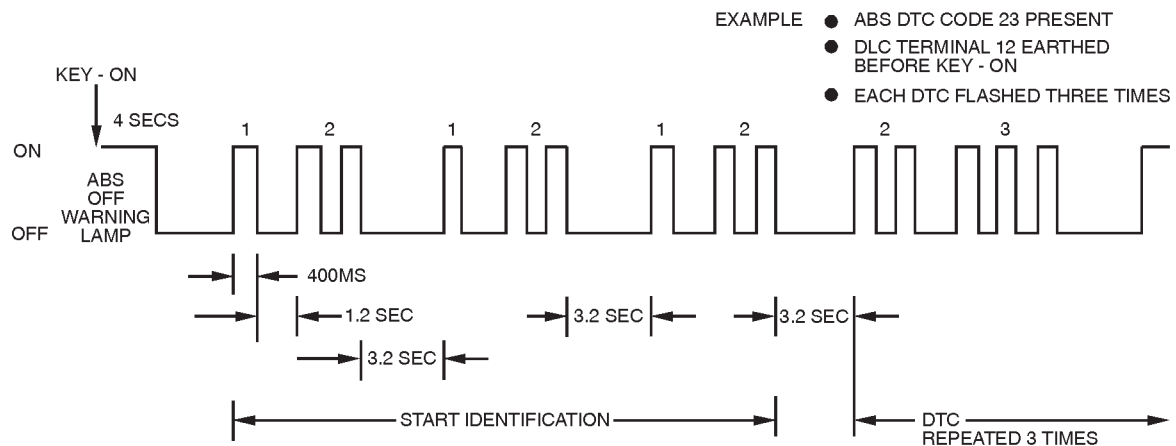 EXAMPLE ● ABS DTC CODE 23 PRESENT
● DLC TERMINAL 12 EARTHED
BEFORE KEY - ON
● EACH DTC FLASHED THREE TIMES
KEY - ON
4 SECS
1 2 1 2 1 2 2 3
ON
ABS
OFF
WARNING
LAMP
OFF
400MS
1.2 SEC
3.2 SEC
3.2 SEC
3.2 SEC
START IDENTIFICATION
DTC
REPEATED 3 TIMES